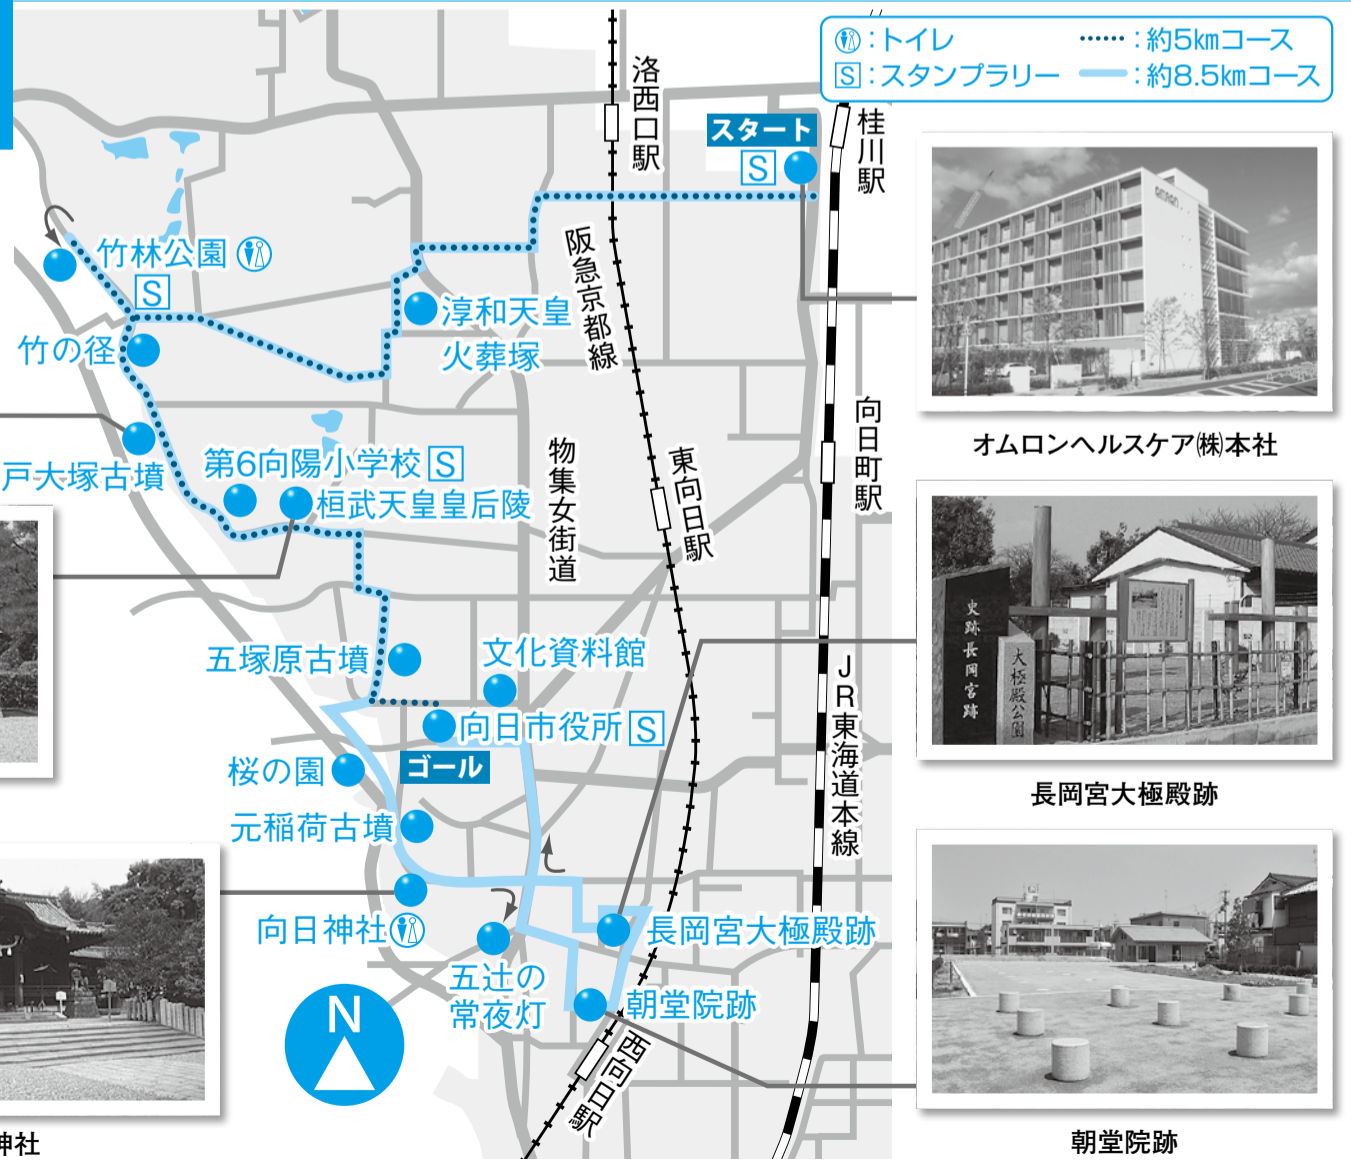 トイレ
：約5㎞コース
S：スタンプラリー
：約8.5㎞コース
洛西口駅
桂川駅
スタート
S
竹林公園
S
阪急京都線
淳和天皇
火葬塚
竹の径
オムロンヘルスケア㈱本社
向日町駅
戸大塚古墳
第6向陽小学校 S
桓武天皇皇后陵
物集女街道
東向日駅
史跡長岡宮跡
大極殿公園
五塚原古墳
文化資料館
JR東海道本線
向日市役所 S
ゴール
桜の園
長岡宮大極殿跡
元稲荷古墳
向日神社
長岡宮大極殿跡
五辻の
常夜灯
朝堂院跡
N
西向日駅
神社
朝堂院跡